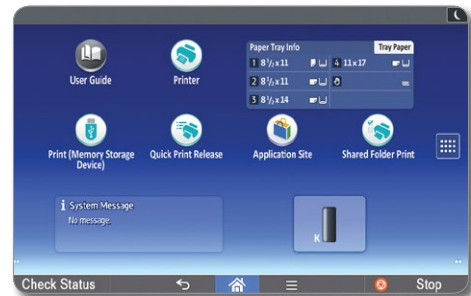 User Guide
Printer
Paper Tray Info
Tray Paper
1 8 1/2 x 11
4 11 x 17
2 8 1/2 x 11
3 8 1/2 x 14
Print (Memory Storage
Device)
Quick Print Release
Application Site
Shared Folder Print
i System Message
No message.
K
Check Status
Stop